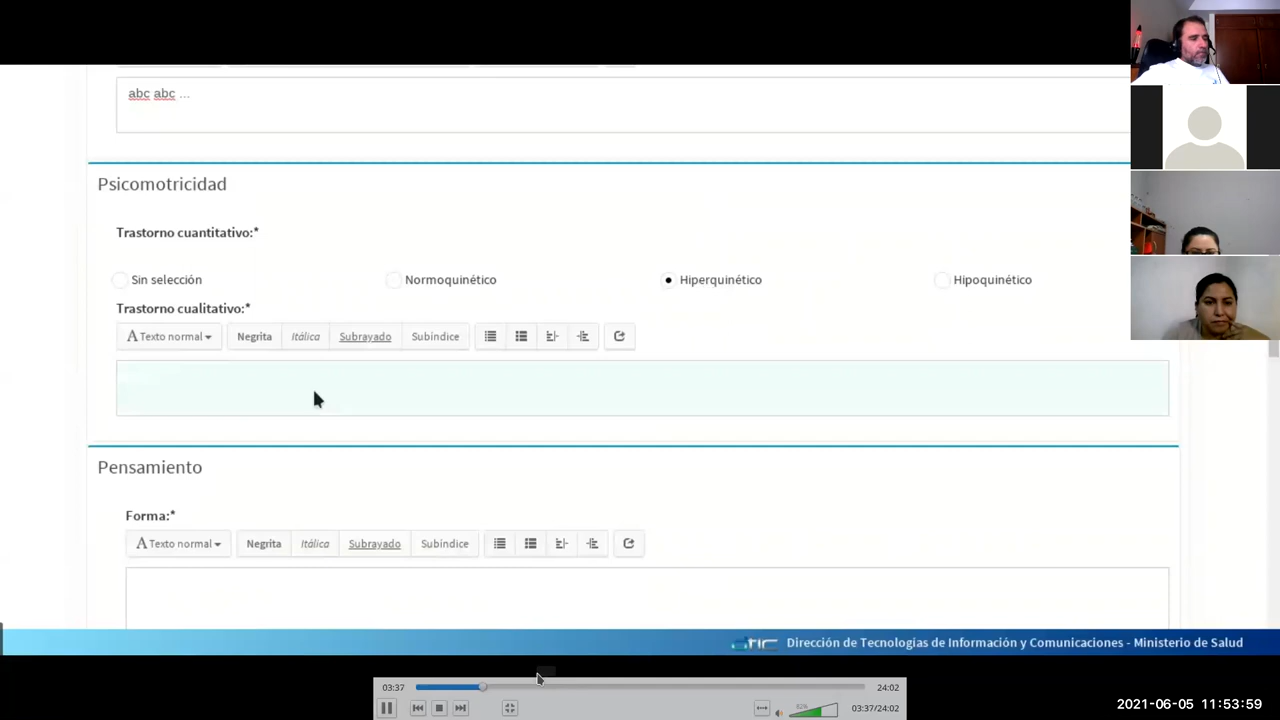 abc abc ...
Psicomotricidad
Trastorno cuantitativo:*
Sin selección Normoquinético Hiperquinético Hipoquinético
Trastorno cualitativo:*
A Texto normal Negrita Itálica Subrayado Subíndice
Pensamiento
Forma:*
A Texto normal Negrita Itálica Subrayado Subíndice
DTIC Dirección de Tecnologías de Información y Comunicaciones - Ministerio de Salud
03:37 24:02
82%
03:37/24:02
2021-06-05 11:53:59